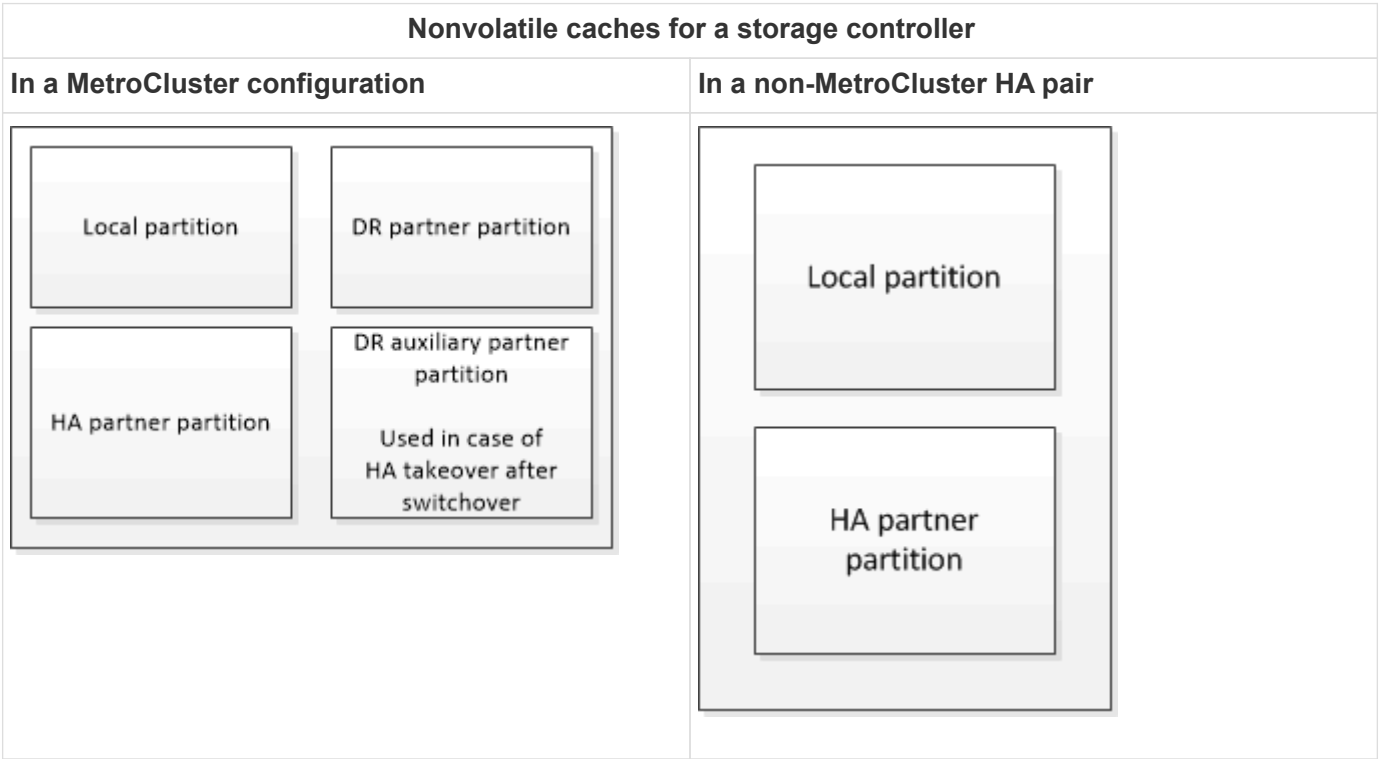 Nonvolatile caches for a storage controller
In a MetroCluster configuration
In a non-MetroCluster HA pair
Local partition
DR partner partition
HA partner partition
DR auxiliary partner
partition
Used in case of
HA takeover after
switchover
Local partition
HA partner
partition